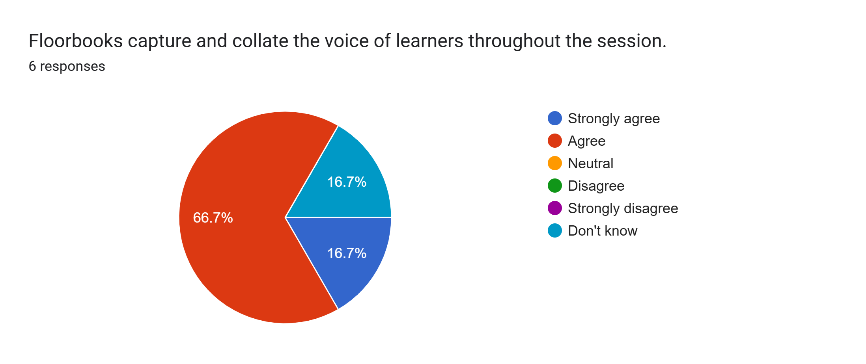 Floorbooks capture and collate the voice of learners throughout the session.
6 responses
Strongly agree
Agree
Neutral
Disagree
Strongly disagree
Don't know
16.7%
66.7%
16.7%